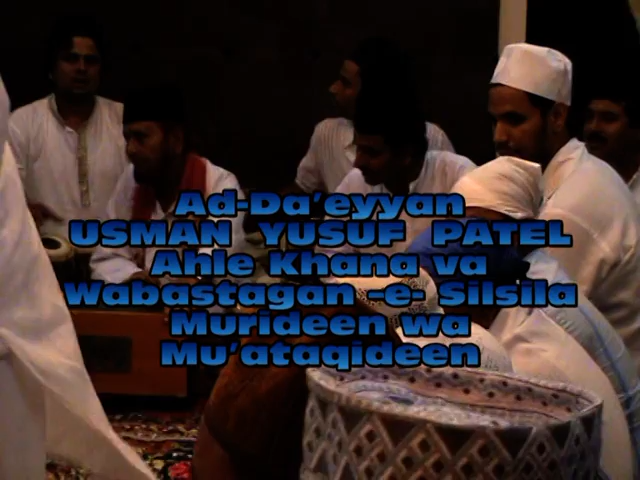 Ad-Da'eyyan
USMAN YUSUF PATEL
Ahle Khana va
Wabastagan -e- Silsila
Murideen wa
Mu'ataqideen